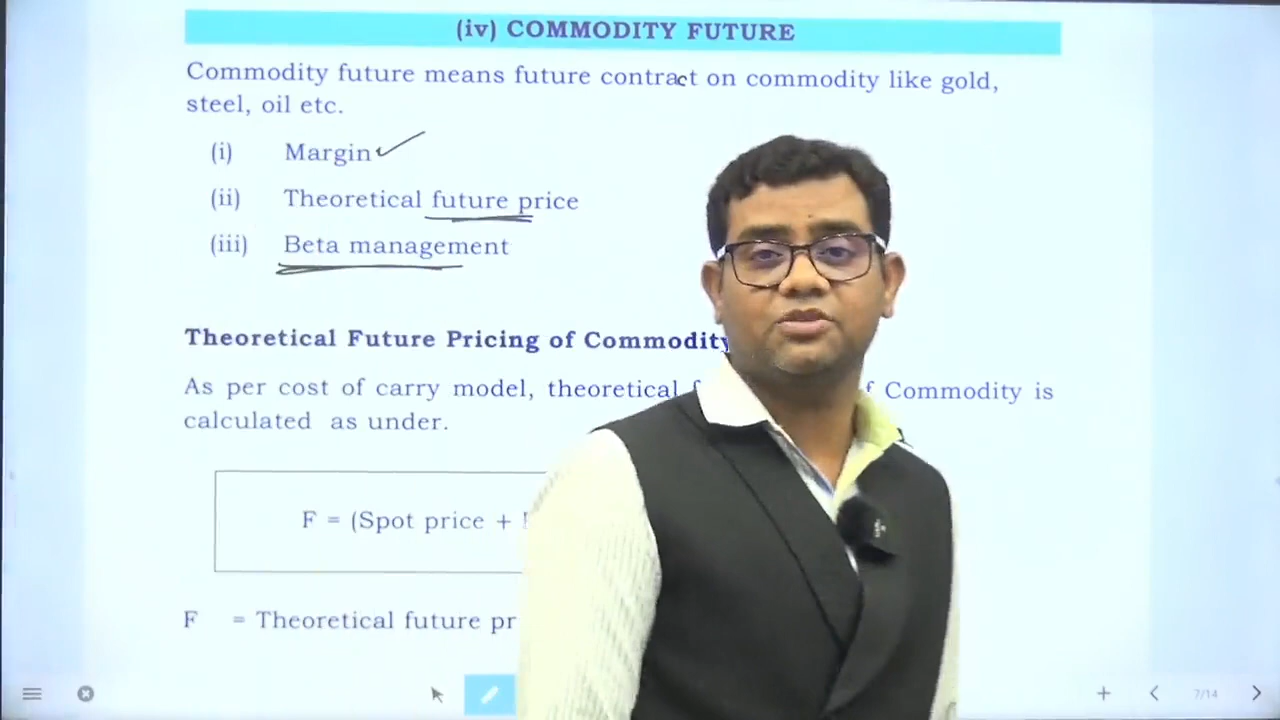 (iv) COMMODITY FUTURE
Commodity future means future contract on commodity like gold,
steel, oil etc.
(i) Margin
(ii) Theoretical future price
(iii) Beta management
Theoretical Future Pricing of Commodity
As per cost of carry model, theoretical Commodity is
calculated as under.
F = (Spot price +
F = Theoretical future
7/14